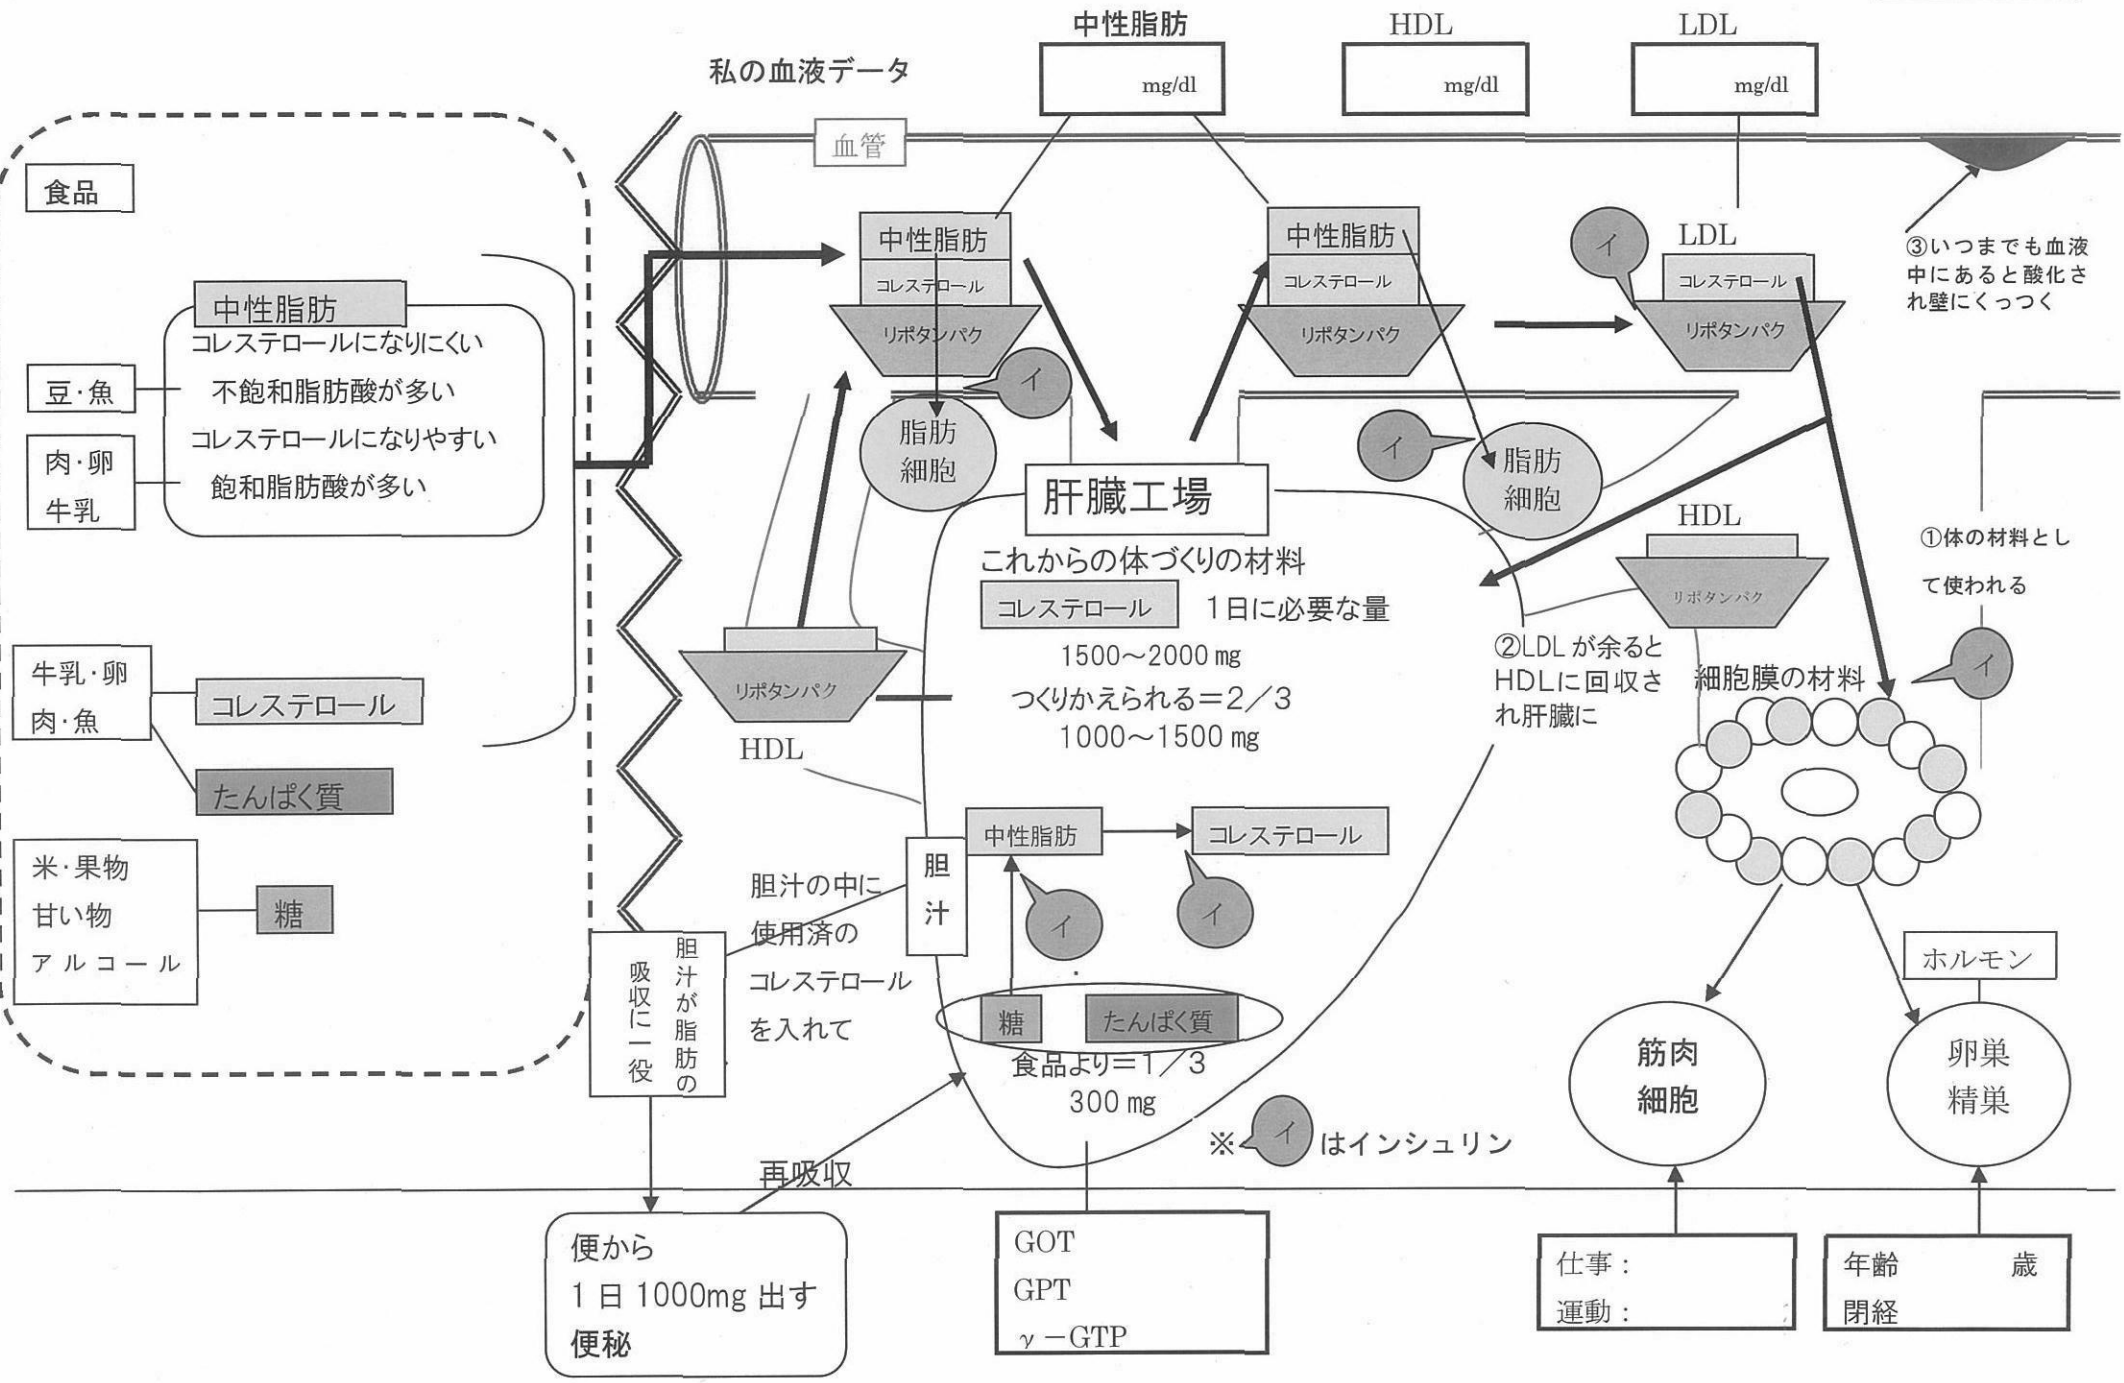 中性脂肪
HDL
LDL
私の血液データ
mg/dl
mg/dl
mg/dl
血管
食品
中性脂肪
コレステロールになりにくい
豆・魚
不飽和脂肪酸が多い
コレステロールになりやすい
肉・卵
牛乳
飽和脂肪酸が多い
牛乳・卵
肉・魚
コレステロール
たんぱく質
米・果物
甘い物
アルコール
糖
中性脂肪
コレステロール
リポタンパク
イ
脂肪
細胞
中性脂肪
コレステロール
リポタンパク
イ
脂肪
細胞
イ
LDL
コレステロール
リポタンパク
③いつまでも血液
中にあると酸化さ
れ壁にくっつく
肝臓工場
これからの体づくりの材料
コレステロール
1日に必要な量
1500～2000 mg
つくりかえられる＝2／3
1000～1500 mg
リポタンパク
HDL
HDL
リポタンパク
①体の材料とし
て使われる
②LDL が余ると
HDLに回収さ
れ肝臓に
細胞膜の材料
イ
中性脂肪
コレステロール
イ
イ
胆汁
胆汁の中に
使用済の
コレステロール
を入れて
胆汁が脂肪の
吸収に一役
糖
たんぱく質
食品より＝1／3
300 mg
※
イ
はインシュリン
ホルモン
筋肉
細胞
卵巣
精巣
再吸収
便から
1 日 1000mg 出す
便秘
GOT
GPT
γ－GTP
仕事：
運動：
年齢 歳
閉経